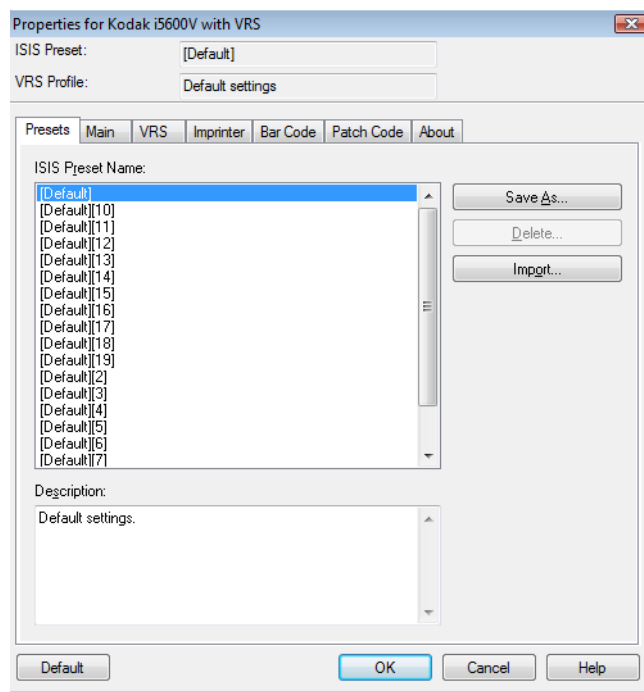 Properties for Kodak i5600V with VRS
ISIS Preset:
[Default]
VRS Profile:
Default settings
Presets Main VRS Imprinter Bar Code Patch Code About
ISIS Preset Name:
[Default]
[Default][10]
[Default][11]
[Default][12]
[Default][13]
[Default][14]
[Default][15]
[Default][16]
[Default][17]
[Default][18]
[Default][19]
[Default][2]
[Default][3]
[Default][4]
[Default][5]
[Default][6]
[Default][7]
Save As...
Delete...
Import...
Description:
Default settings.
Default OK Cancel Help